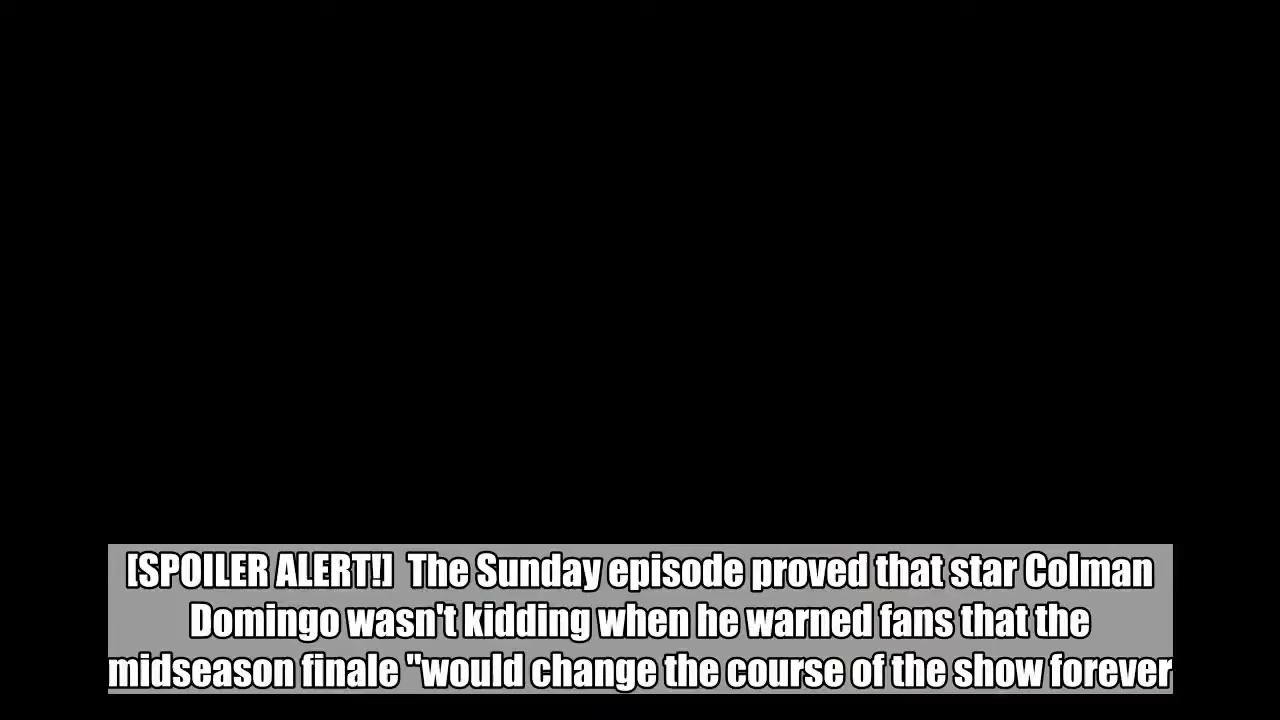 [SPOILER ALERT!]  The Sunday episode proved that star Colman
Domingo wasn't kidding when he warned fans that the
midseason finale "would change the course of the show forever